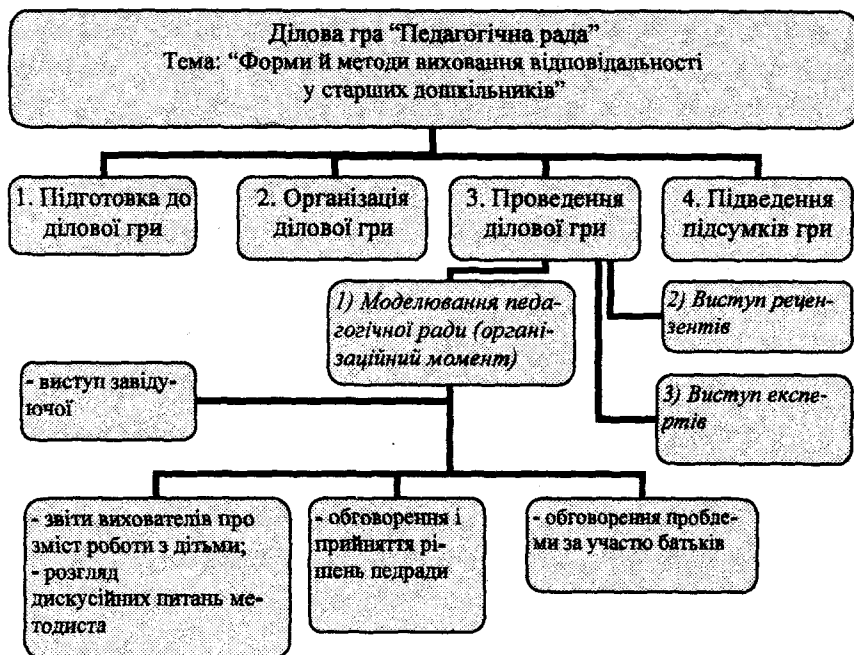 Ділова гра “Педагогічна рада”
Тема: “Форми й методи виховання відповідальності
у старших дошкільників”
1. Підготовка до
ділової гри
2. Організація
ділової гри
3. Проведення
ділової гри
4. Підведення
підсумків гри
1) Моделювання педа-
гогічної ради (органі-
заційний момент)
2) Виступ рецен-
зентів
3) Виступ експе-
ртів
- виступ завіду-
ючої
- звіти вихователів про
зміст роботи з дітьми;
- розгляд
дискусійних питань ме-
тодиста
- обговорення і
прийняття рі-
шень педради
- обговорення пробле-
ми за участю батьків